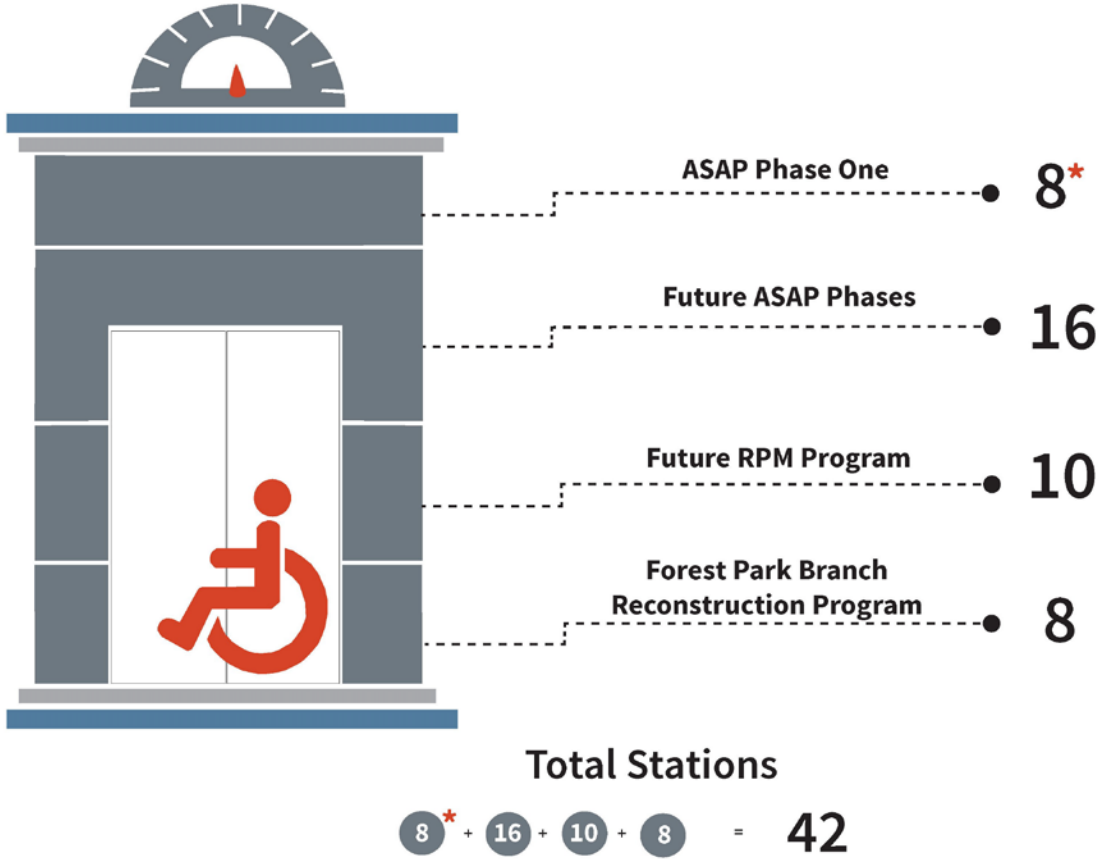 ASAP Phase One
8*
Future ASAP Phases
16
Future RPM Program
10
Forest Park Branch
Reconstruction Program
8
Total Stations
8* + 16 + 10 + 8 = 42